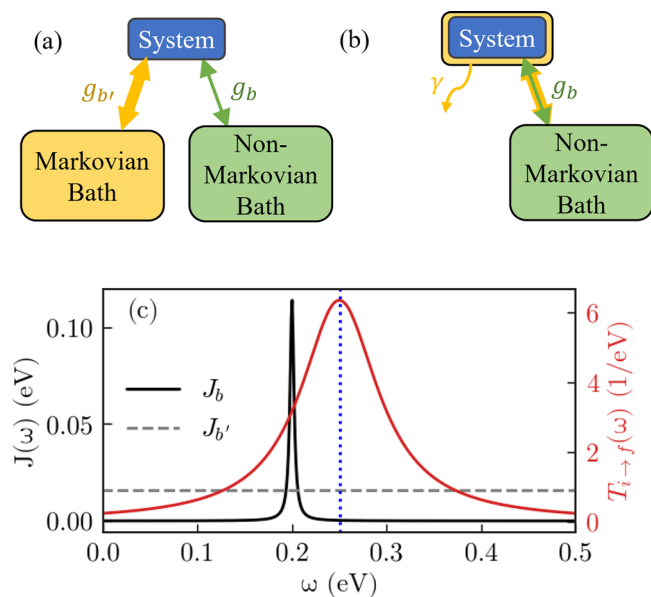 (a)
System
g_{b'}
g_b
Markovian
Bath
Non-
Markovian
Bath
(b)
System
γ
g_b
Non-
Markovian
Bath
(c)
J(ω) (eV)
0.10
0.05
0.00
J_b
J_{b'}
0.0
0.1
0.2
0.3
0.4
0.5
ω (eV)
6
4
2
0
T_{i→f}(ω) (1/eV)